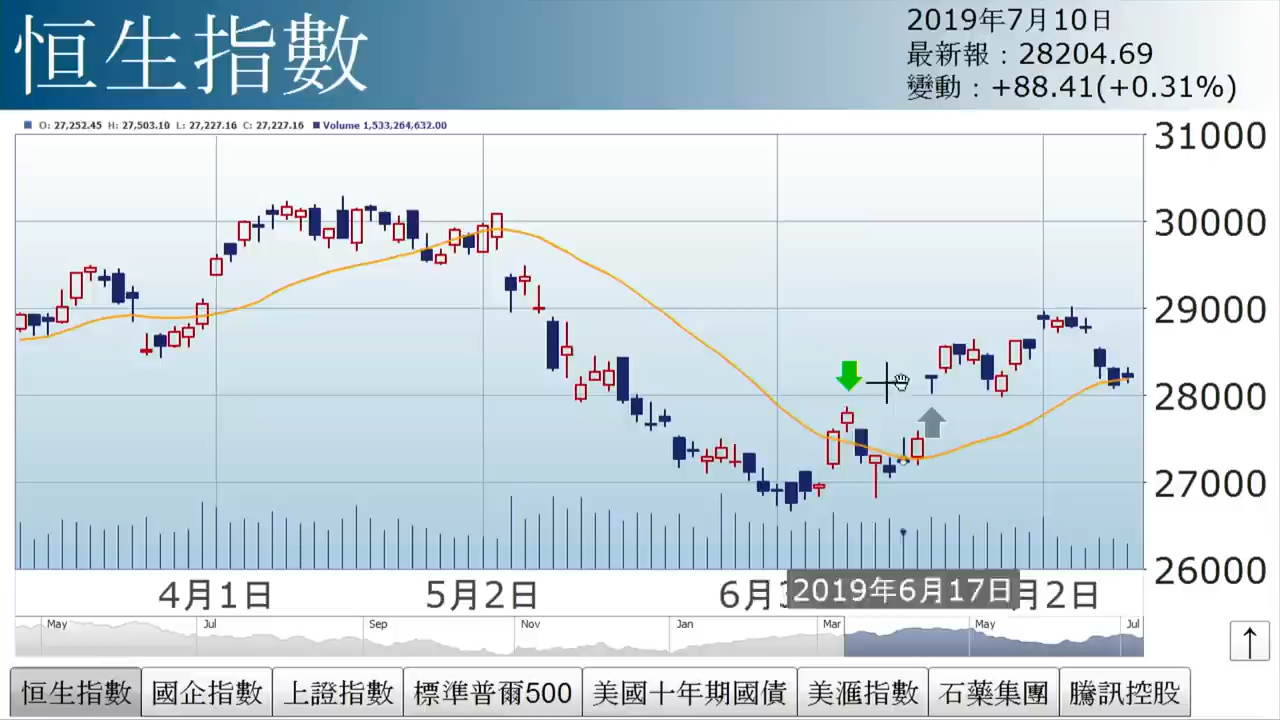 恒生指數
2019年7月10日
最新報：28204.69
變動：+88.41(+0.31%)
O: 27,252.45 H: 27,503.10 L: 27,227.16 C: 27,227.16 Volume 1,533,264,632.00
31000
30000
29000
28000
27000
26000
4月1日 5月2日 6月3 2019年6月17日 月2日
May Jul Sep Nov Jan Mar May Jul
恒生指數 國企指數 上證指數 標準普爾500 美國十年期國債 美滙指數 石藥集團 騰訊控股